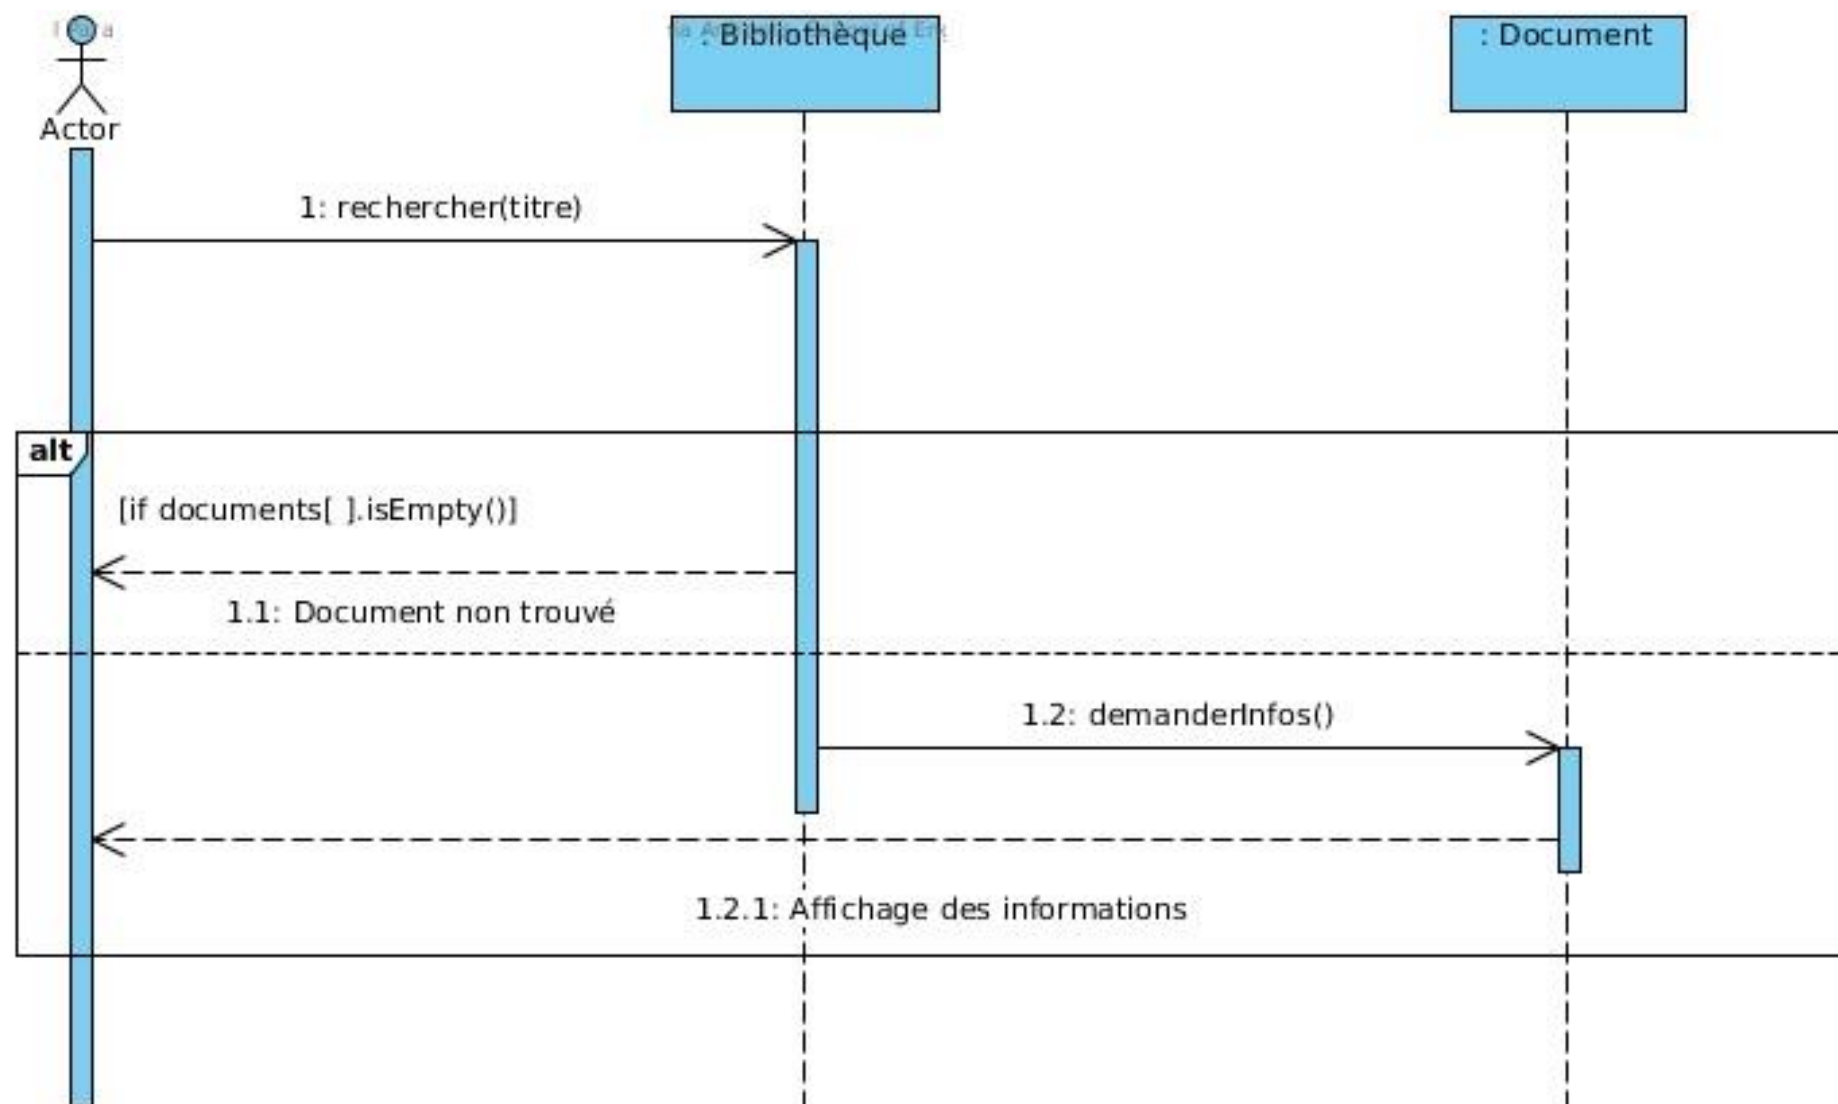 : Bibliothèque
: Document
Actor
1: rechercher(titre)
alt
[if documents[ ].isEmpty()]
1.1: Document non trouvé
1.2: demanderInfos()
1.2.1: Affichage des informations